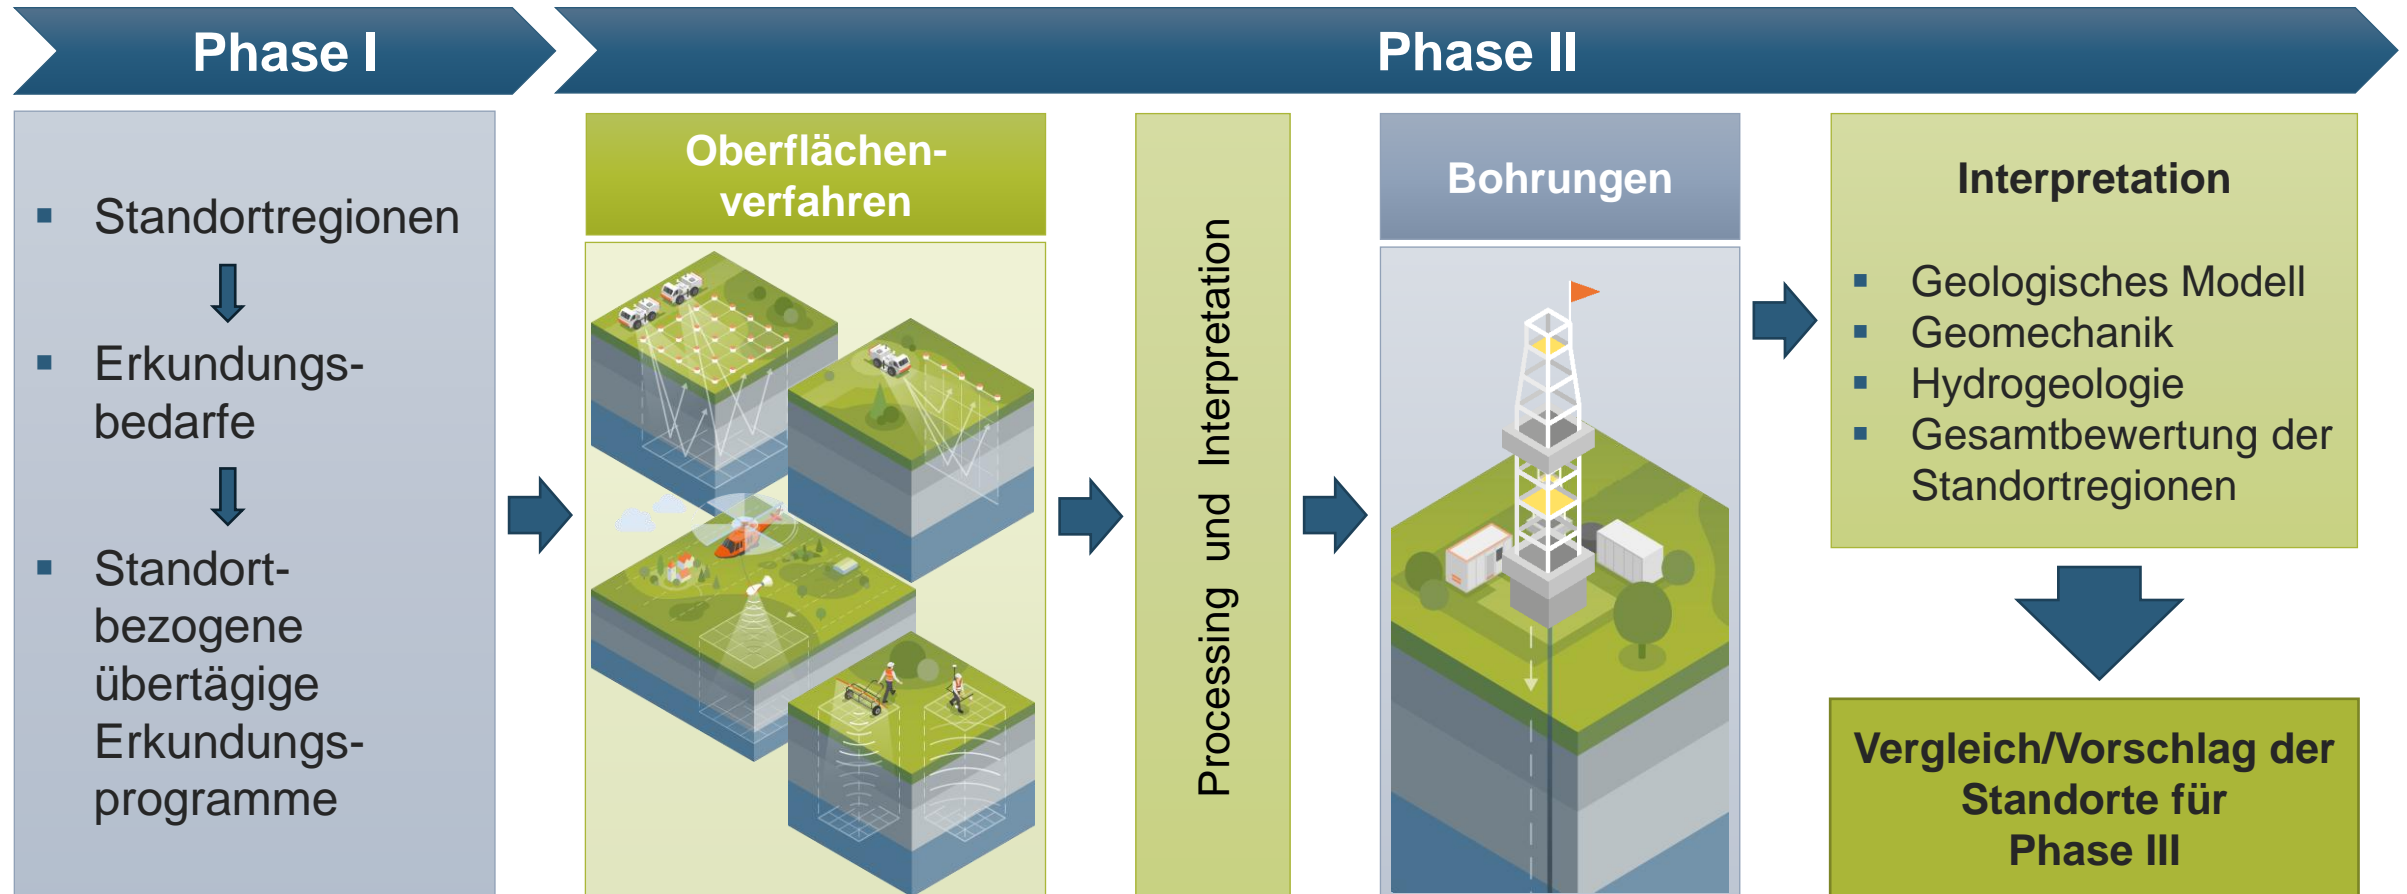 Phase I
Phase II
▪ Standortregionen
▪ Erkundungs-
bedarfe
▪ Standort-
bezogene
übertägige
Erkundungs-
programme
Oberflächen-
verfahren
Processing und Interpretation
Bohrungen
Interpretation
▪ Geologisches Modell
▪ Geomechanik
▪ Hydrogeologie
▪ Gesamtbewertung der
Standortregionen
Vergleich/Vorschlag der
Standorte für
Phase III